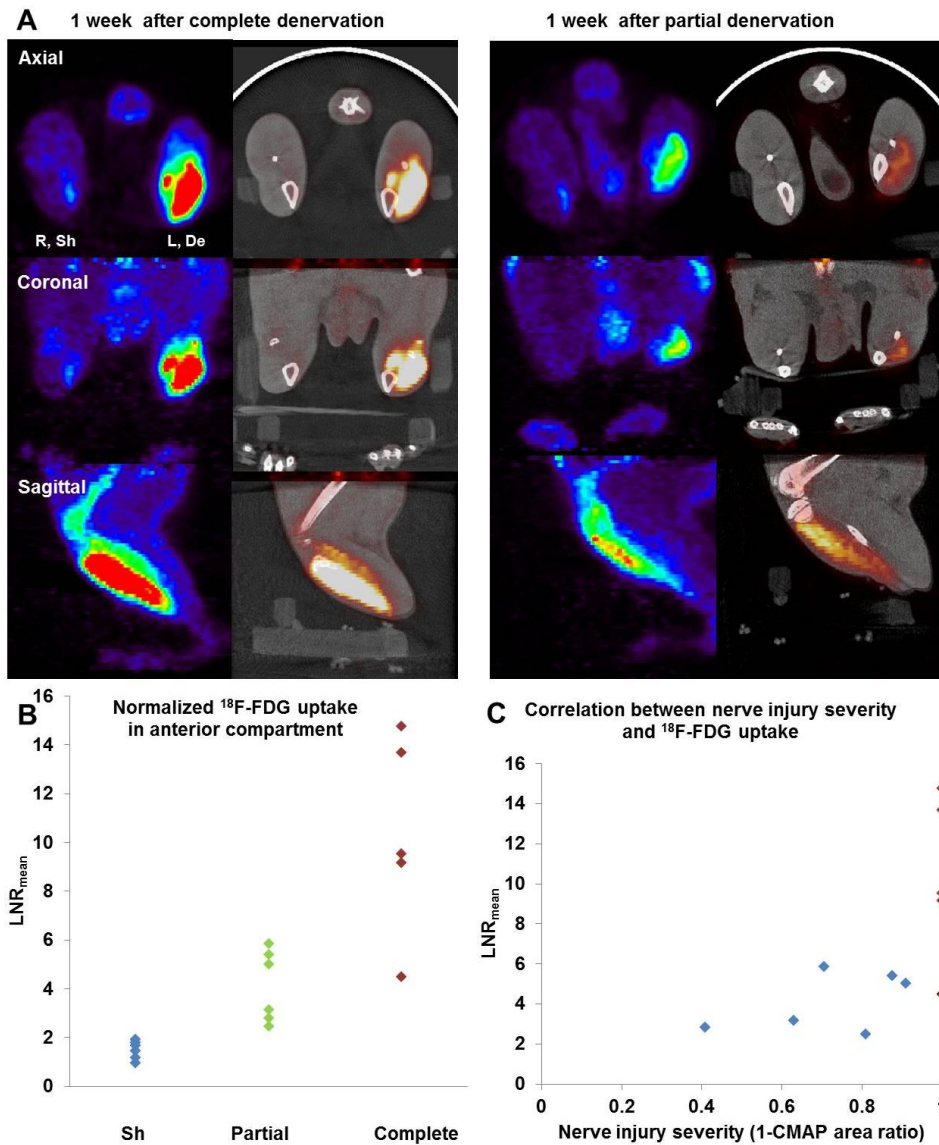 A
1 week after complete denervation
1 week after partial denervation
Axial
R, Sh
L, De
Coronal
Sagittal
B
Normalized ¹⁸F-FDG uptake
in anterior compartment
16
14
12
10
8
6
4
2
0
LNRmean
Sh
Partial
Complete
C
Correlation between nerve injury severity
and ¹⁸F-FDG uptake
16
14
12
10
8
6
4
2
0
LNRmean
0
0.2
0.4
0.6
0.8
Nerve injury severity (1-CMAP area ratio)